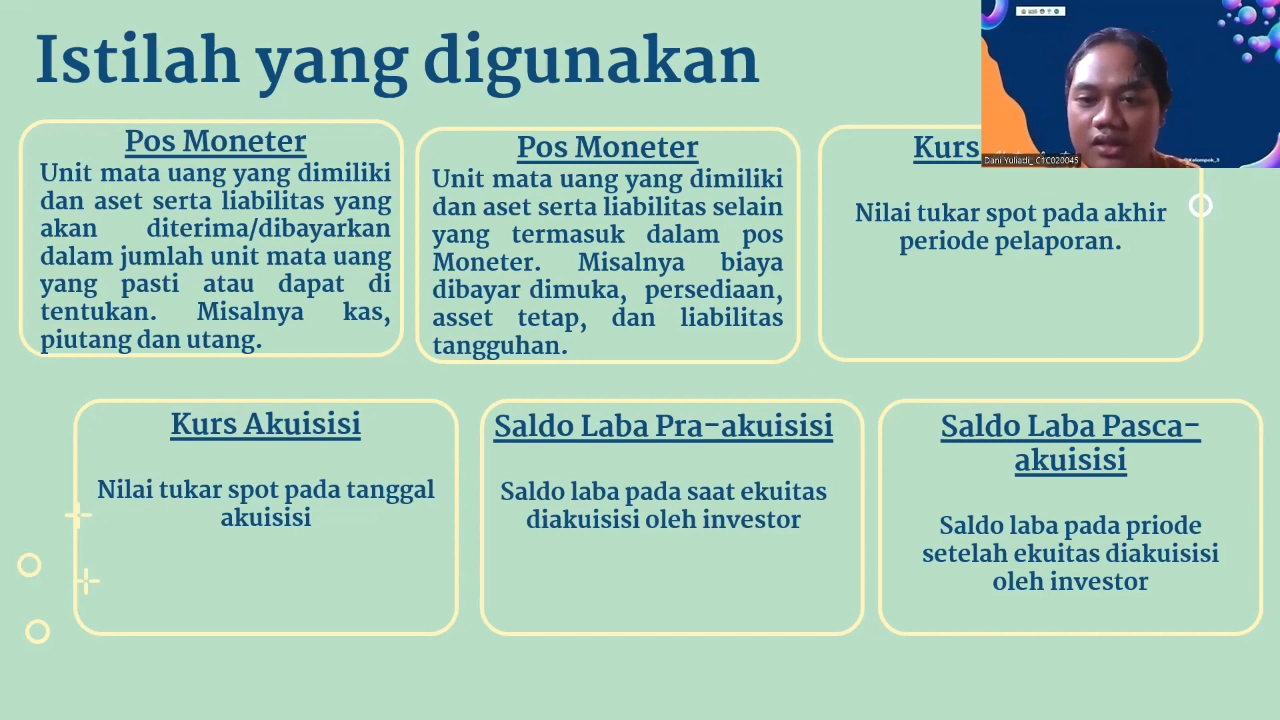 Istilah yang digunakan
Pos Moneter
Unit mata uang yang dimiliki
dan aset serta liabilitas yang
akan diterima/dibayarkan
dalam jumlah unit mata uang
yang pasti atau dapat di
tentukan. Misalnya kas,
piutang dan utang.
Pos Moneter
Unit mata uang yang dimiliki
dan aset serta liabilitas selain
yang termasuk dalam pos
Moneter. Misalnya biaya
dibayar dimuka, persediaan,
asset tetap, dan liabilitas
tangguhan.
Kurs
Nilai tukar spot pada akhir
periode pelaporan.
Dani Yuliadi_ C1C020045
Kurs Akuisisi
Nilai tukar spot pada tanggal
akuisisi
Saldo Laba Pra-akuisisi
Saldo laba pada saat ekuitas
diakuisisi oleh investor
Saldo Laba Pasca-
akuisisi
Saldo laba pada priode
setelah ekuitas diakuisisi
oleh investor